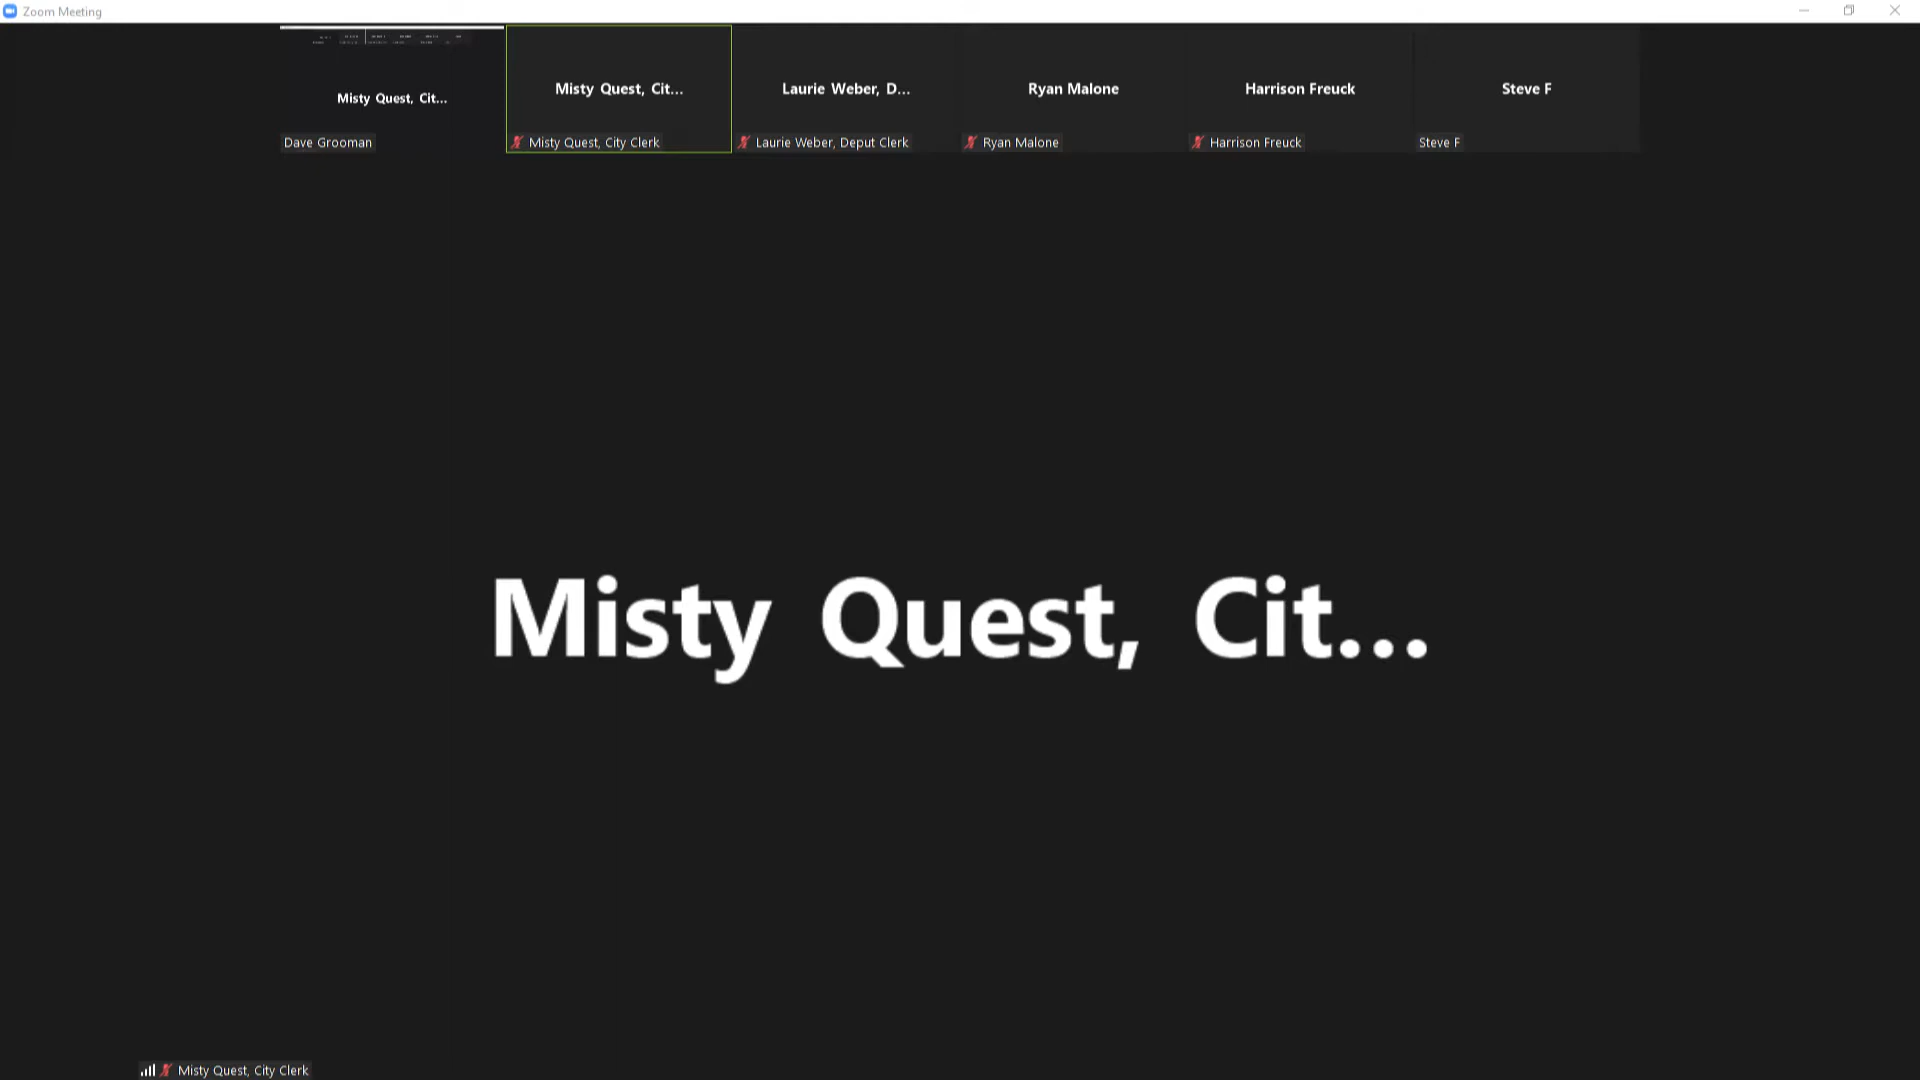 Zoom Meeting
Misty Quest, Cit...
Dave Grooman
Misty Quest, Cit...
Misty Quest, City Clerk
Laurie Weber, D...
Laurie Weber, Deput Clerk
Ryan Malone
Ryan Malone
Harrison Freuck
Harrison Freuck
Steve F
Steve F
Misty Quest, Cit...
Misty Quest, City Clerk